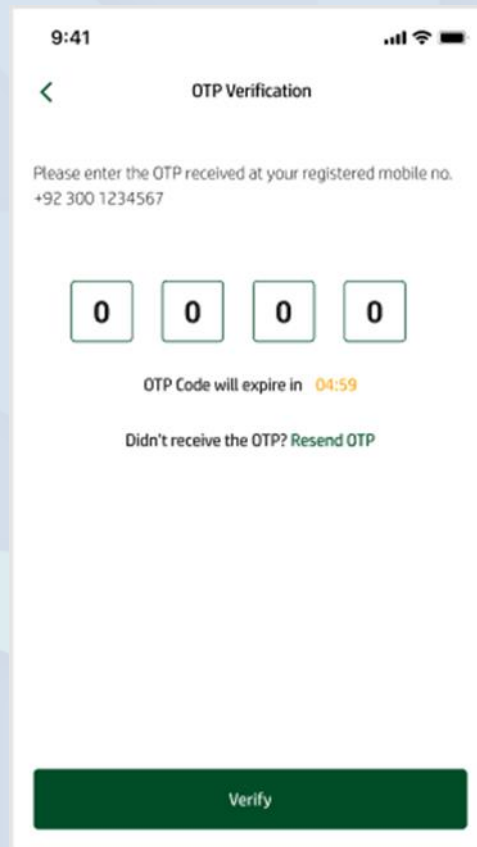 9:41
OTP Verification
Please enter the OTP received at your registered mobile no.
+92 300 1234567
0 0 0 0
OTP Code will expire in 04:59
Didn't receive the OTP? Resend OTP
Verify